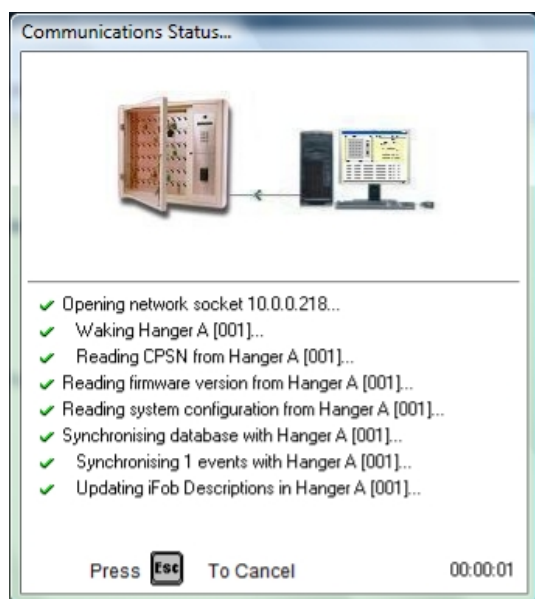 Communications Status...
Opening network socket 10.0.0.218...
Waking Hanger A [001]...
Reading CPSN from Hanger A [001]...
Reading firmware version from Hanger A [001]...
Reading system configuration from Hanger A [001]...
Synchronising database with Hanger A [001]...
Synchronising 1 events with Hanger A [001]...
Updating iFob Descriptions in Hanger A [001]...
Press Esc To Cancel 00:00:01